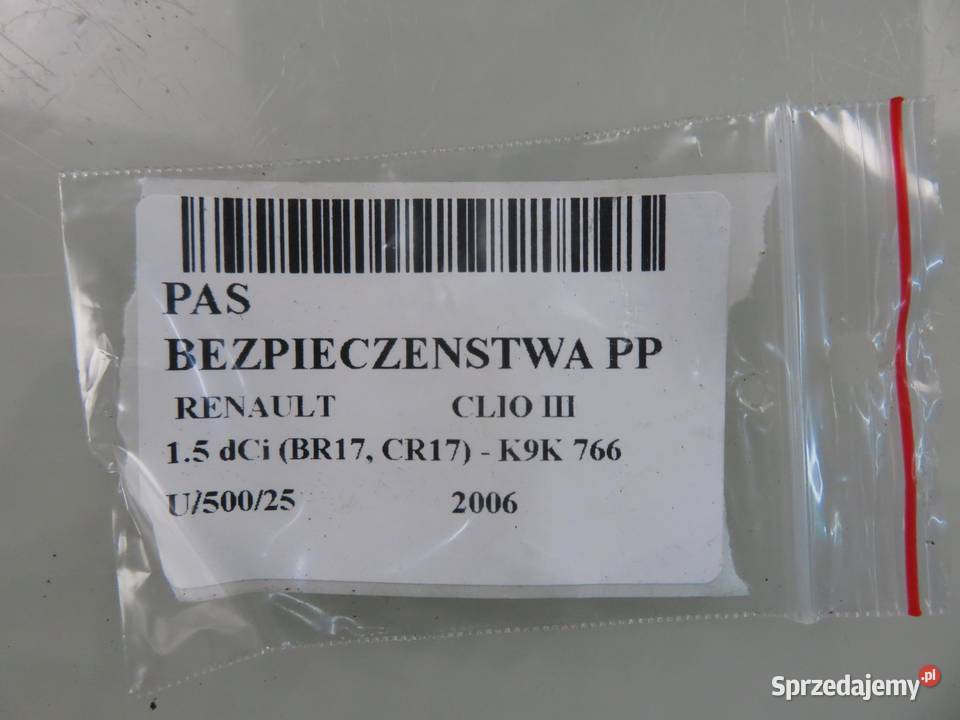 PAS
BEZPIECZENSTWA PP
RENAULT CLIO III
1.5 dCi (BR17, CR17) - K9K 766
U/500/25 2006
Sprzedajemy.pl